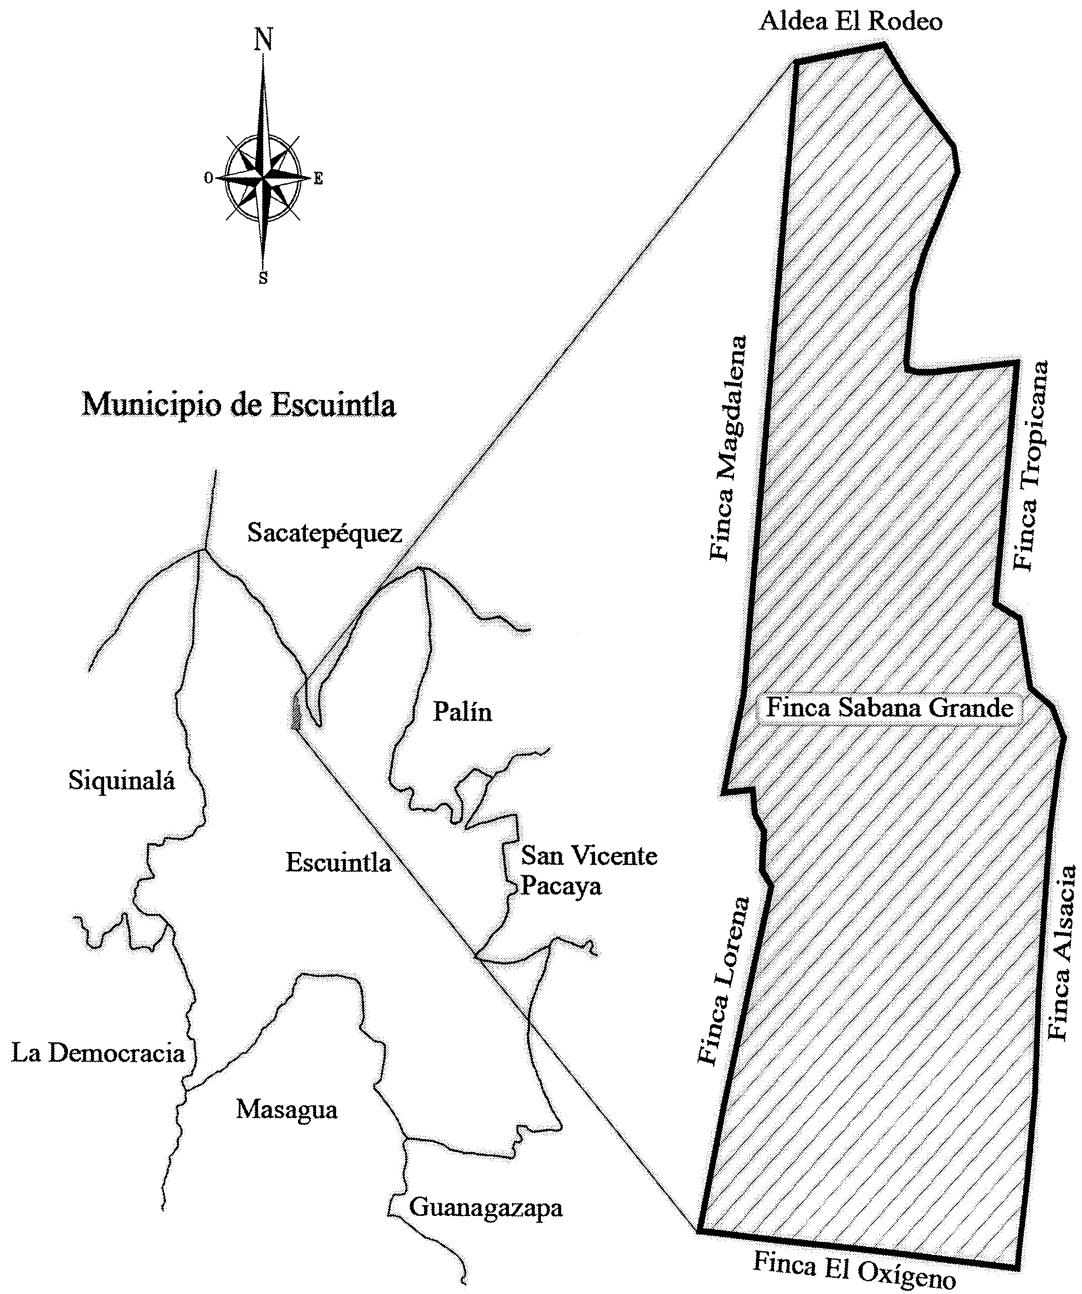 Aldea El Rodeo
N
O
E
S
Municipio de Escuintla
Finca Magdalena
Finca Tropicana
Sacatepéquez
Palín
Finca Sabana Grande
Siquinalá
Escuintla
San Vicente
Pacaya
Finca Lorena
Finca Alsacia
La Democracia
Masagua
Guanagazapa
Finca El Oxígeno